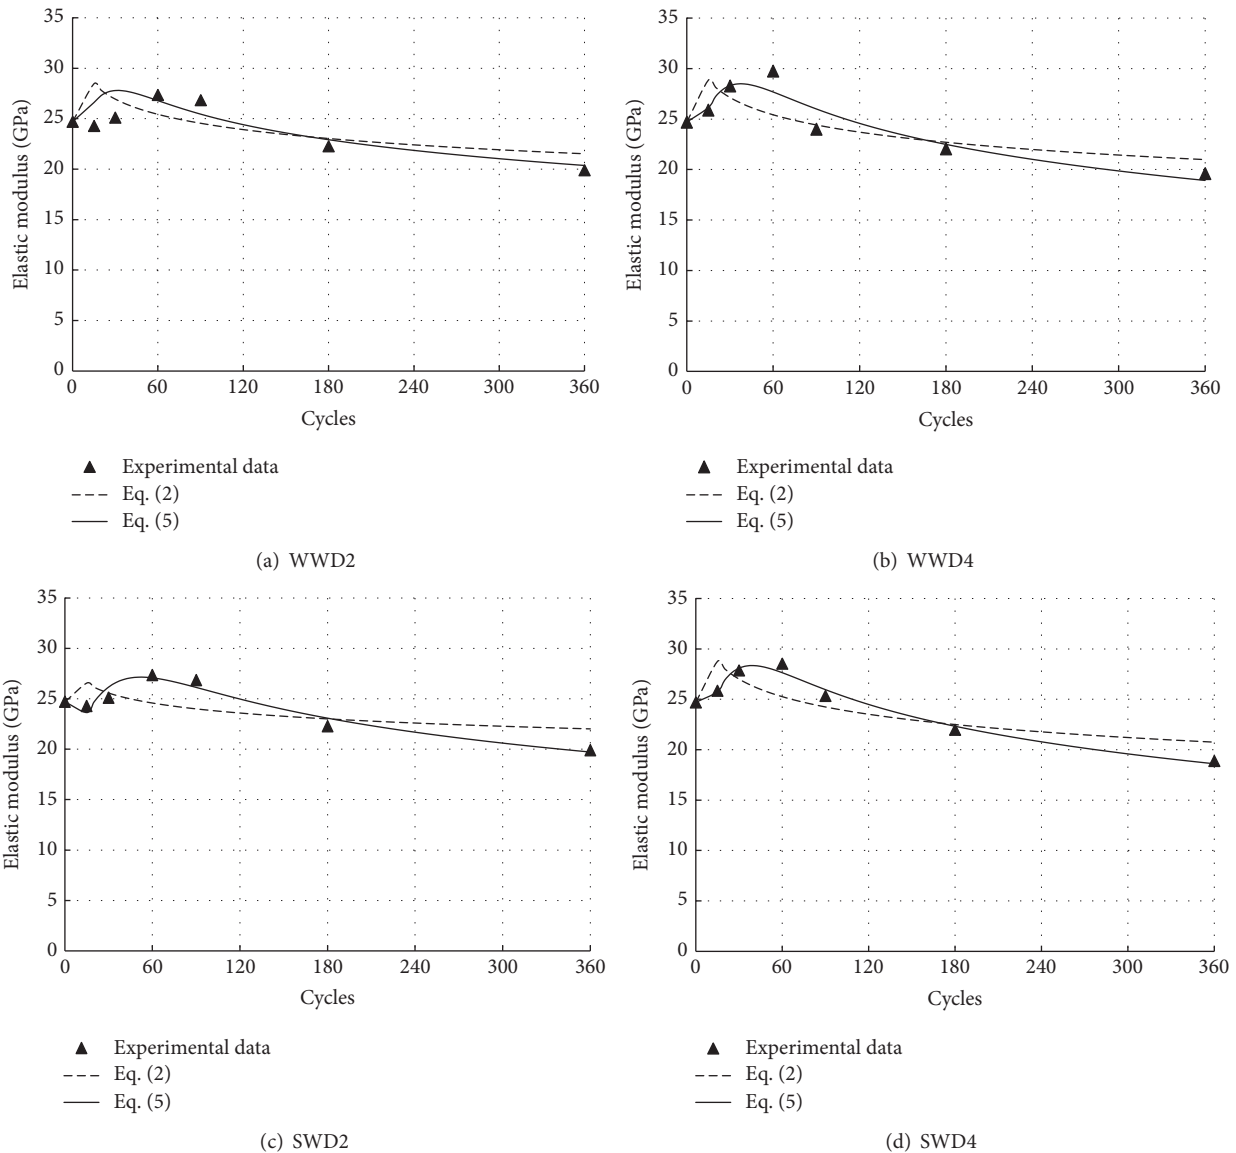 35
30
25
20
15
10
5
0
Elastic modulus (GPa)
0 60 120 180 240 300 360
Cycles
Experimental data
Eq. (2)
Eq. (5)
(a) WWD2
35
30
25
20
15
10
5
0
Elastic modulus (GPa)
0 60 120 180 240 300 360
Cycles
Experimental data
Eq. (2)
Eq. (5)
(b) WWD4
35
30
25
20
15
10
5
0
Elastic modulus (GPa)
0 60 120 180 240 300 360
Cycles
Experimental data
Eq. (2)
Eq. (5)
(c) SWD2
35
30
25
20
15
10
5
0
Elastic modulus (GPa)
0 60 120 180 240 300 360
Cycles
Experimental data
Eq. (2)
Eq. (5)
(d) SWD4